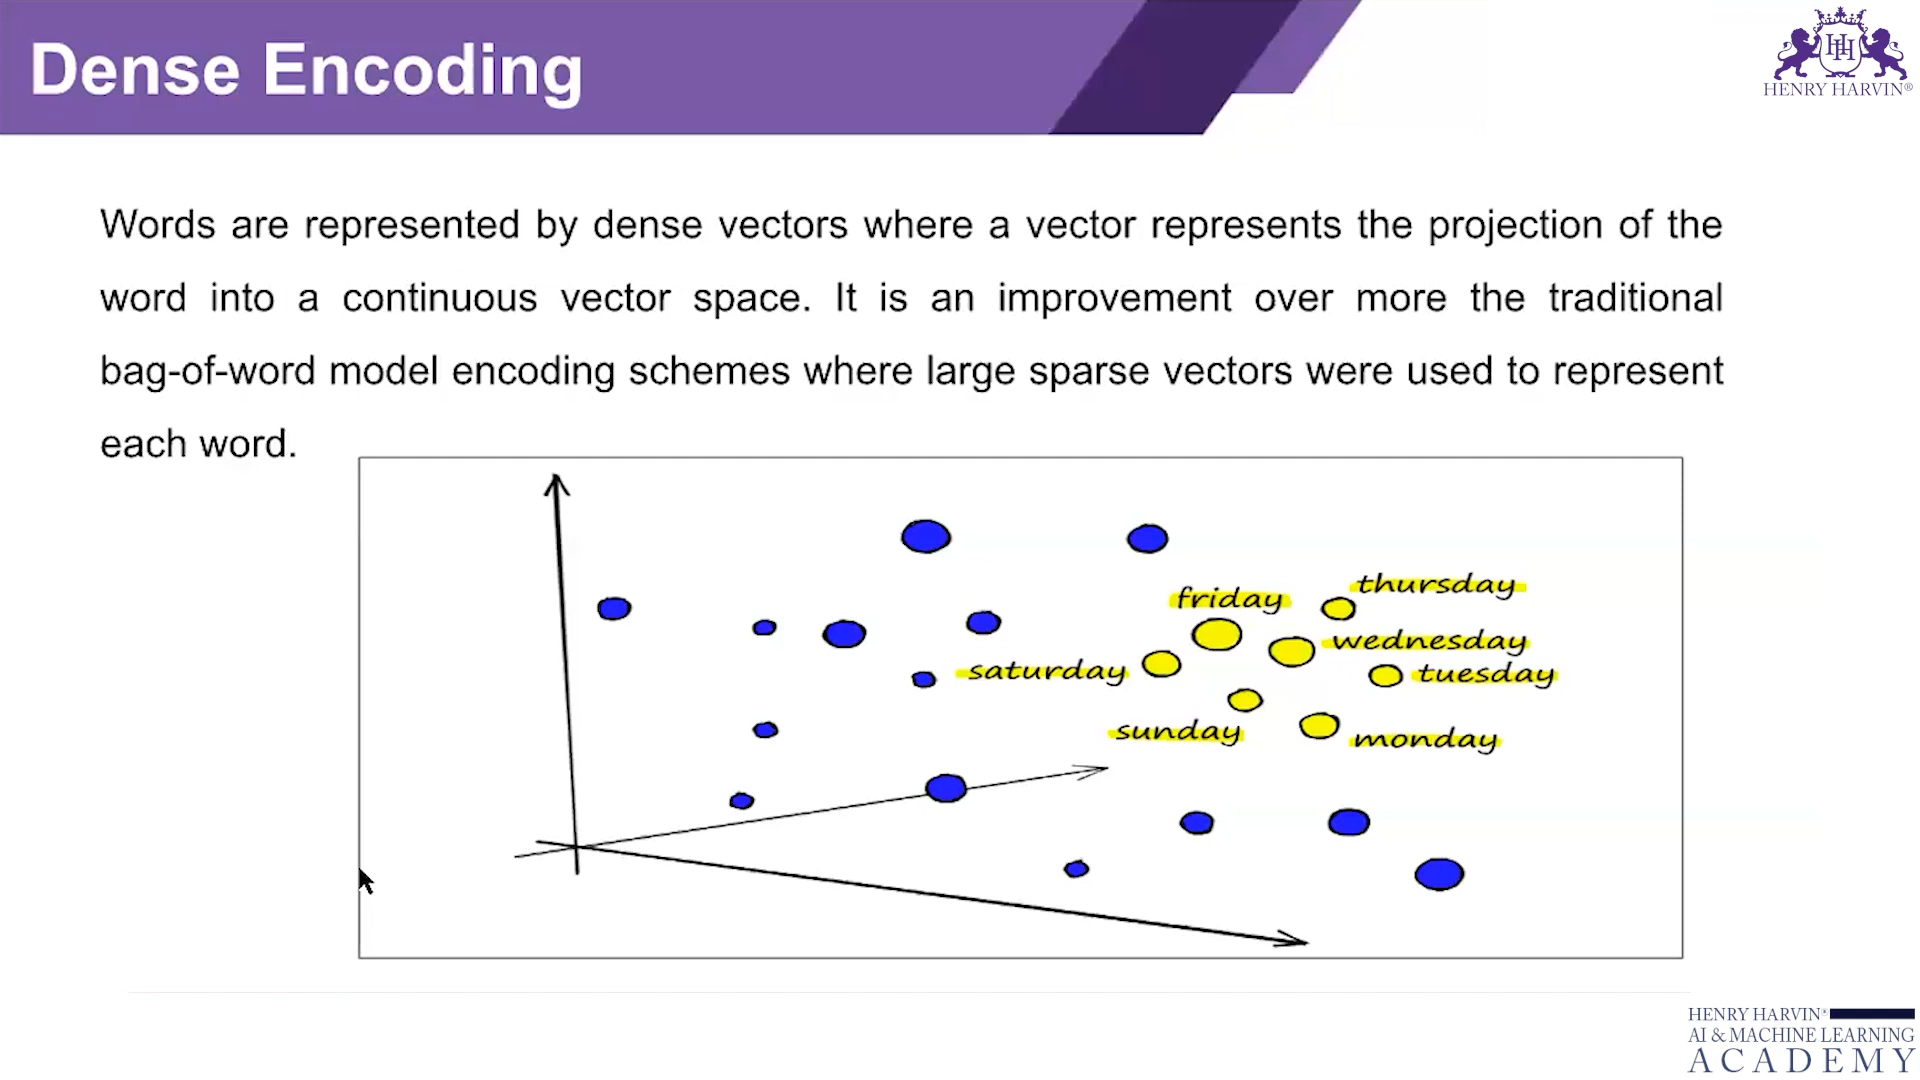 Dense Encoding
HENRY HARVIN®
Words are represented by dense vectors where a vector represents the projection of the
word into a continuous vector space. It is an improvement over more the traditional
bag-of-word model encoding schemes where large sparse vectors were used to represent
each word.
thursday
friday
wednesday
saturday
tuesday
sunday
monday
HENRY HARVIN®
AI & MACHINE LEARNING
ACADEMY